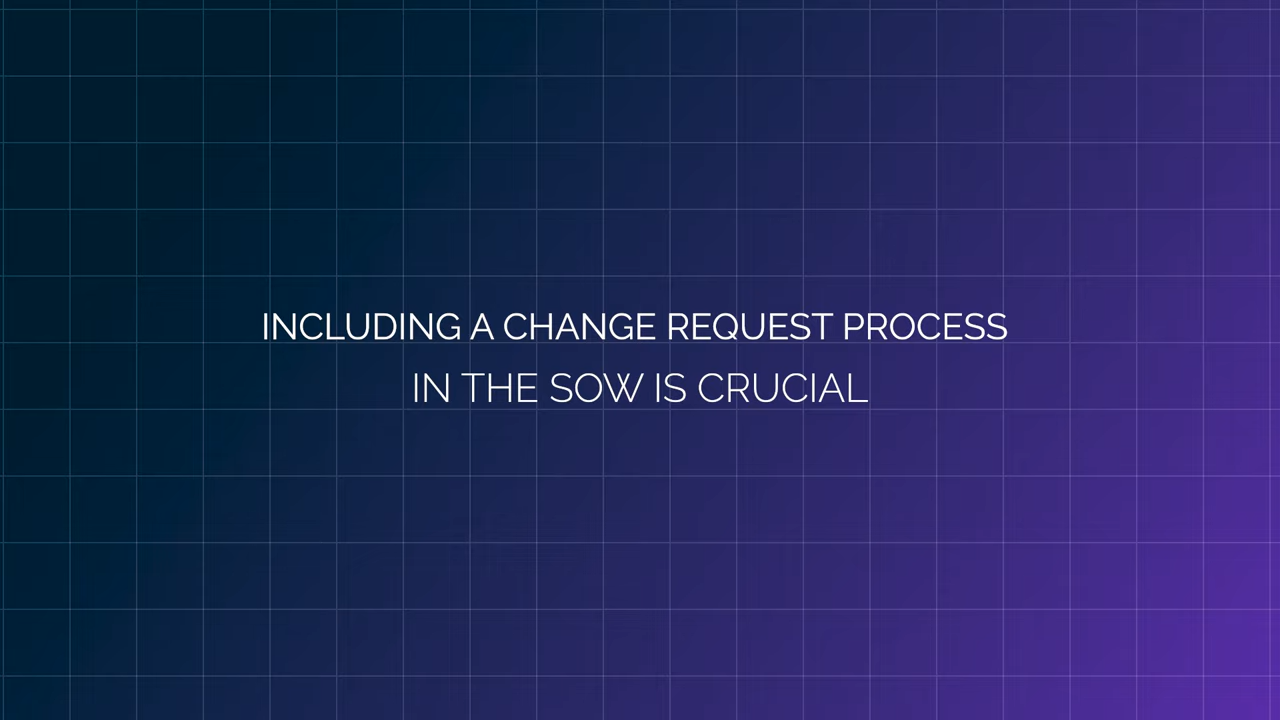 INCLUDING A CHANGE REQUEST PROCESS
IN THE SOW IS CRUCIAL